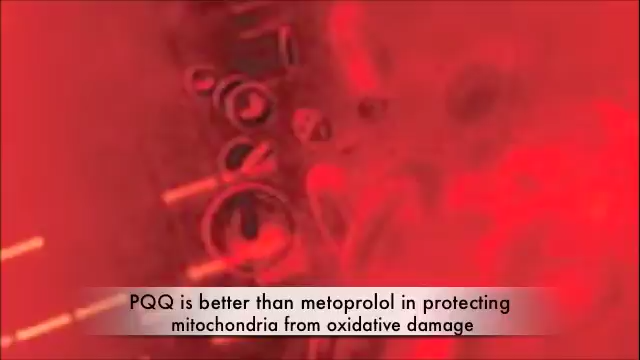 PQQ is better than metoprolol in protecting
mitochondria from oxidative damage